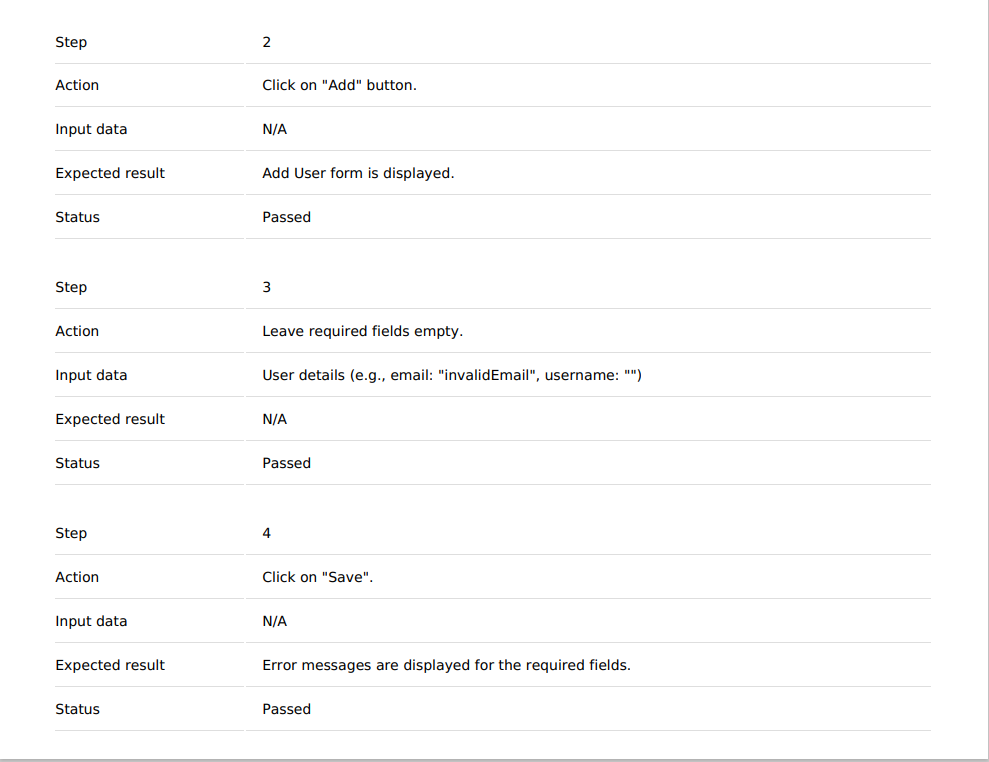 Step 2
Action Click on "Add" button.
Input data N/A
Expected result Add User form is displayed.
Status Passed
Step 3
Action Leave required fields empty.
Input data User details (e.g., email: "invalidEmail", username: "")
Expected result N/A
Status Passed
Step 4
Action Click on "Save".
Input data N/A
Expected result Error messages are displayed for the required fields.
Status Passed